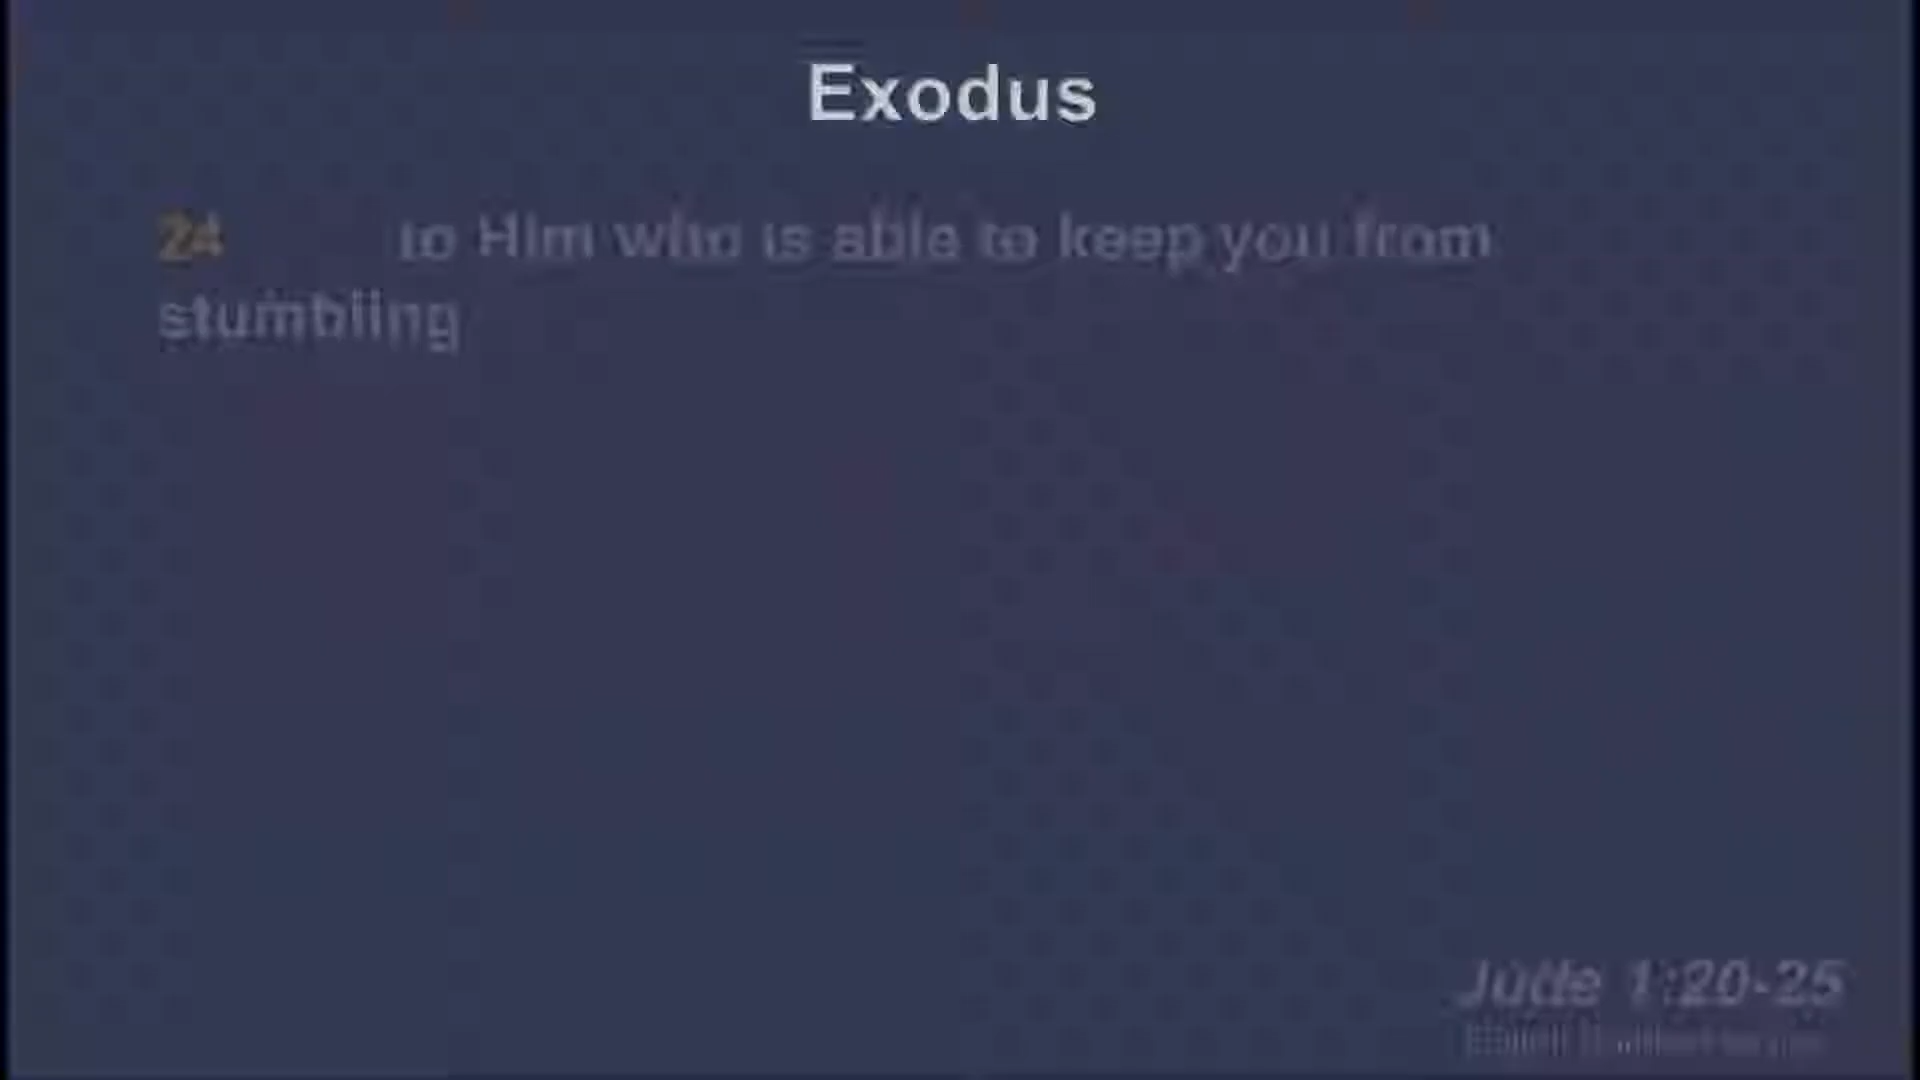 Exodus
24 to Him who is able to keep you from
stumbling
Jude 1:20-25